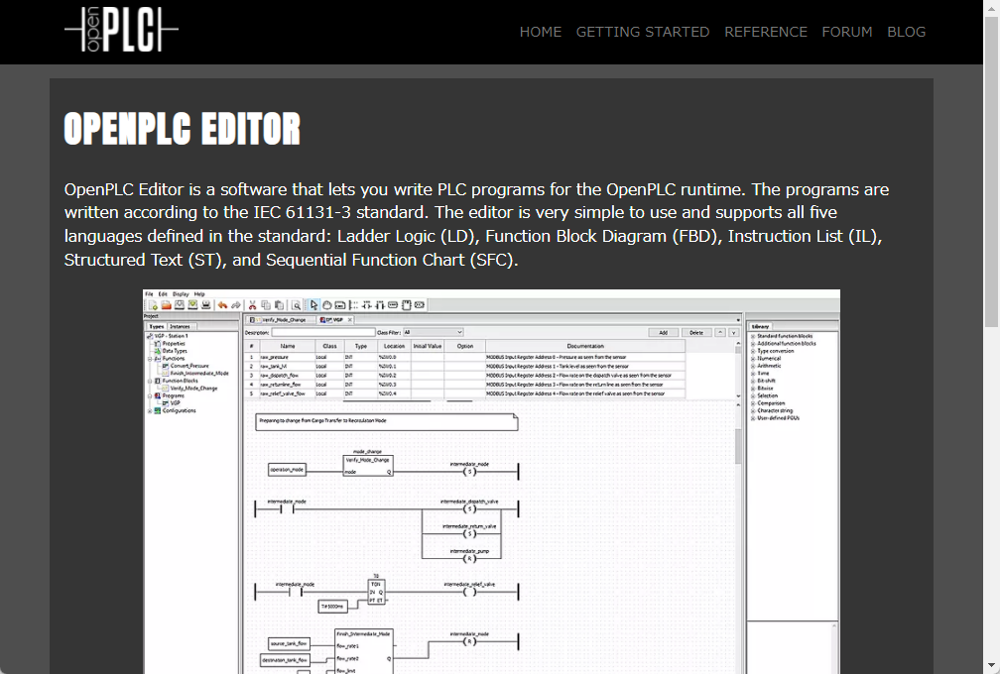 open PLC
HOME GETTING STARTED REFERENCE FORUM BLOG
OPENPLC EDITOR
OpenPLC Editor is a software that lets you write PLC programs for the OpenPLC runtime. The programs are
written according to the IEC 61131-3 standard. The editor is very simple to use and supports all five
languages defined in the standard: Ladder Logic (LD), Function Block Diagram (FBD), Instruction List (IL),
Structured Text (ST), and Sequential Function Chart (SFC).
File Edit Display Help
Project
Types Instances
VGP - Station 1
Properties
Data Types
Functions
Convert_Pressure
Finish_Intermediate_Mode
Function Blocks
Verify_Mode_Change
Programs
VGP
Configurations
Verify_Mode_Change VGP
Description: Class Filter: All Add Delete
# Name Class Type Location Initial Value Option Documentation
1 raw_pressure Local INT %IW0.0 MODBUS Input Register Address 0 - Pressure as seen from the sensor
2 raw_tank_lvl Local INT %IW0.1 MODBUS Input Register Address 1 - Tank level as seen from the sensor
3 raw_dispatch_flow Local INT %IW0.2 MODBUS Input Register Address 2 - Flow rate on the dispatch valve as seen from the sensor
4 raw_returnline_flow Local INT %IW0.3 MODBUS Input Register Address 3 - Flow rate on the return line as seen from the sensor
5 raw_relief_valve_flow Local INT %IW0.4 MODBUS Input Register Address 4 - Flow rate on the relief valve as seen from the sensor
Preparing to change from Cargo Transfer to Recirculation Mode
mode_change
Verify_Mode_Change
operation_mode mode Q
intermediate_mode
S
intermediate_mode intermediate_dispatch_valve
S
intermediate_return_valve
S
intermediate_pump
R
T0
intermediate_mode TON intermediate_relief_valve
IN Q
T#5000ms PT ET
Finish_Intermediate_Mode intermediate_mode
source_tank_flow flow_rate1 R
destination_tank_flow flow_rate2 Q
flow_limit
Library
Standard function blocks
Additional function blocks
Type conversion
Numerical
Arithmetic
Time
Bit-shift
Bitwise
Selection
Comparison
Character string
User-defined POUs